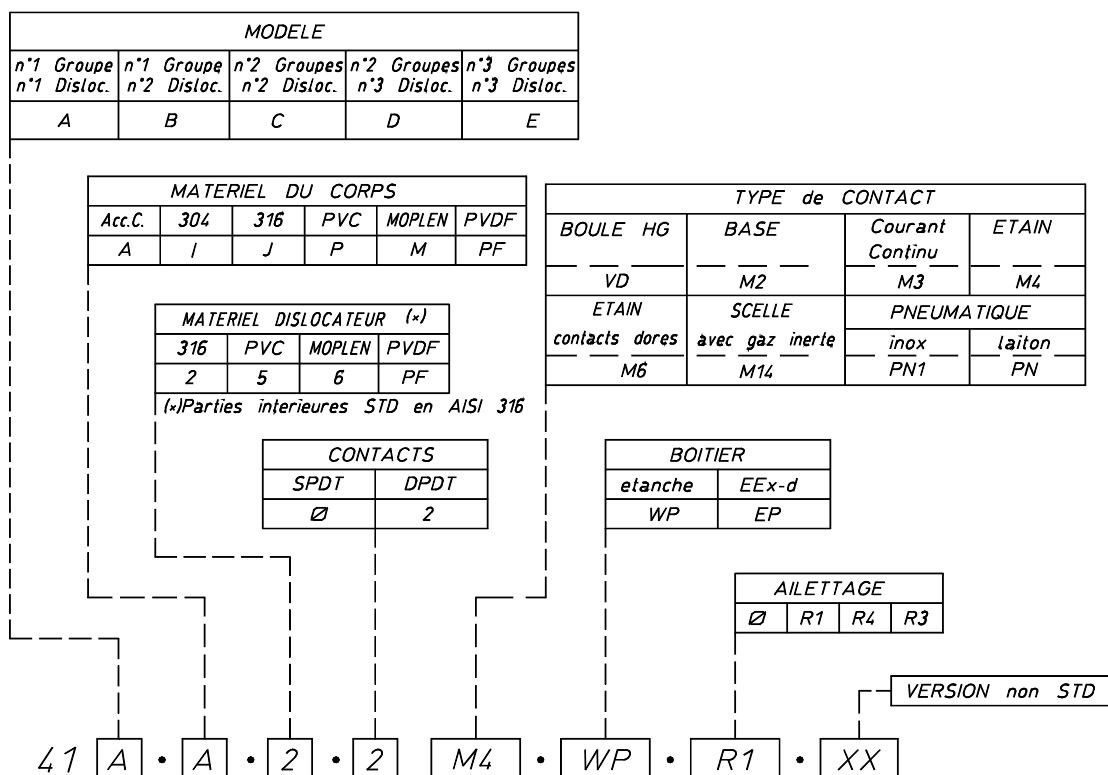 MODELE
n°1 Groupe n°1 Groupe n°2 Groupes n°2 Groupes n°3 Groupes
n°1 Disloc. n°2 Disloc. n°2 Disloc. n°3 Disloc. n°3 Disloc.
A B C D E
MATERIEL DU CORPS
Acc.C. 304 316 PVC MOPLEN PVDF
A I J P M PF
TYPE de CONTACT
BOULE HG BASE Courant ETAIN
Continu
VD M2 M3 M4
ETAIN SCELLE PNEUMATIQUE
contacts dores avec gaz inerte inox laiton
M6 M14 PN1 PN
MATERIEL DISLOCATEUR (×)
316 PVC MOPLEN PVDF
2 5 6 PF
(×)Parties interieures STD en AISI 316
CONTACTS
SPDT DPDT
Ø 2
BOITIER
etanche EEx-d
WP EP
AILETTAGE
Ø R1 R4 R3
VERSION non STD
41 A • A • 2 • 2 M4 • WP • R1 • XX